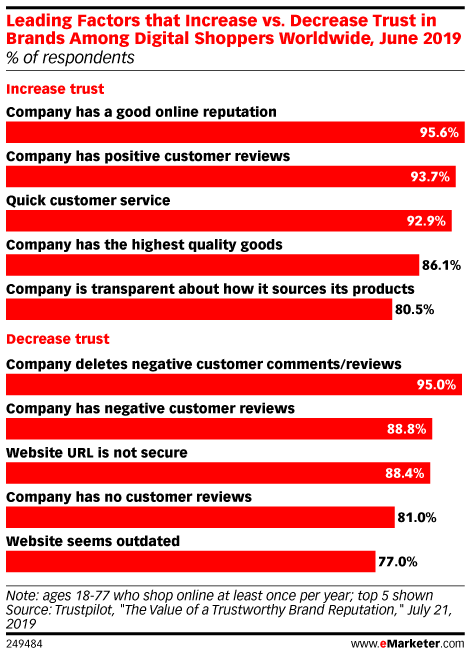 Leading Factors that Increase vs. Decrease Trust in
Brands Among Digital Shoppers Worldwide, June 2019
% of respondents
Increase trust
Company has a good online reputation
95.6%
Company has positive customer reviews
93.7%
Quick customer service
92.9%
Company has the highest quality goods
86.1%
Company is transparent about how it sources its products
80.5%
Decrease trust
Company deletes negative customer comments/reviews
95.0%
Company has negative customer reviews
88.8%
Website URL is not secure
88.4%
Company has no customer reviews
81.0%
Website seems outdated
77.0%
Note: ages 18-77 who shop online at least once per year; top 5 shown
Source: Trustpilot, "The Value of a Trustworthy Brand Reputation," July 21,
2019
249484 www.eMarketer.com